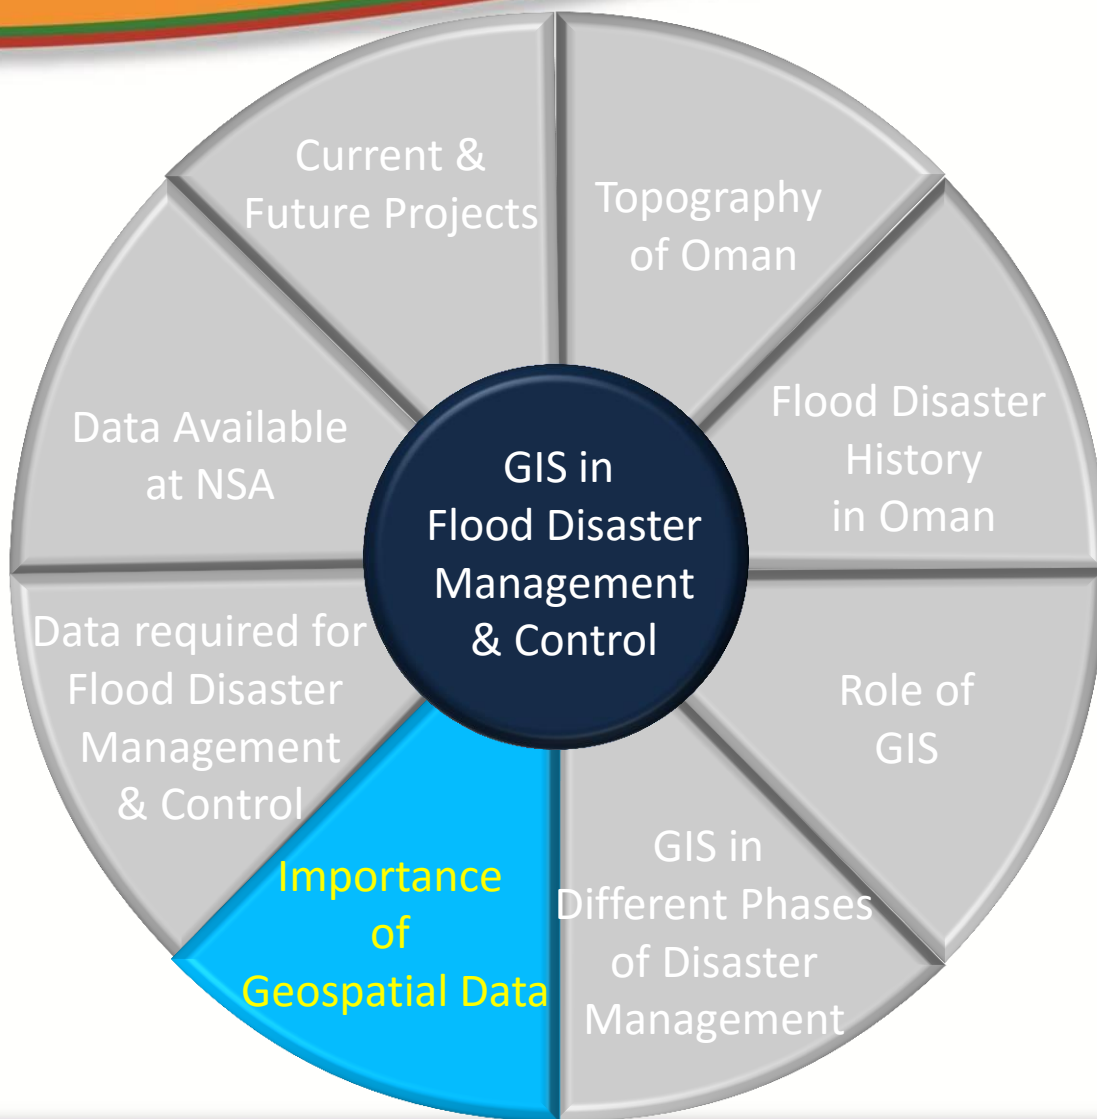 Current &
Future Projects
Topography
of Oman
Flood Disaster
History
in Oman
Role of
GIS
GIS in
Different Phases
of Disaster
Management
Importance
of
Geospatial Data
Data required for
Flood Disaster
Management
& Control
Data Available
at NSA
GIS in
Flood Disaster
Management
& Control